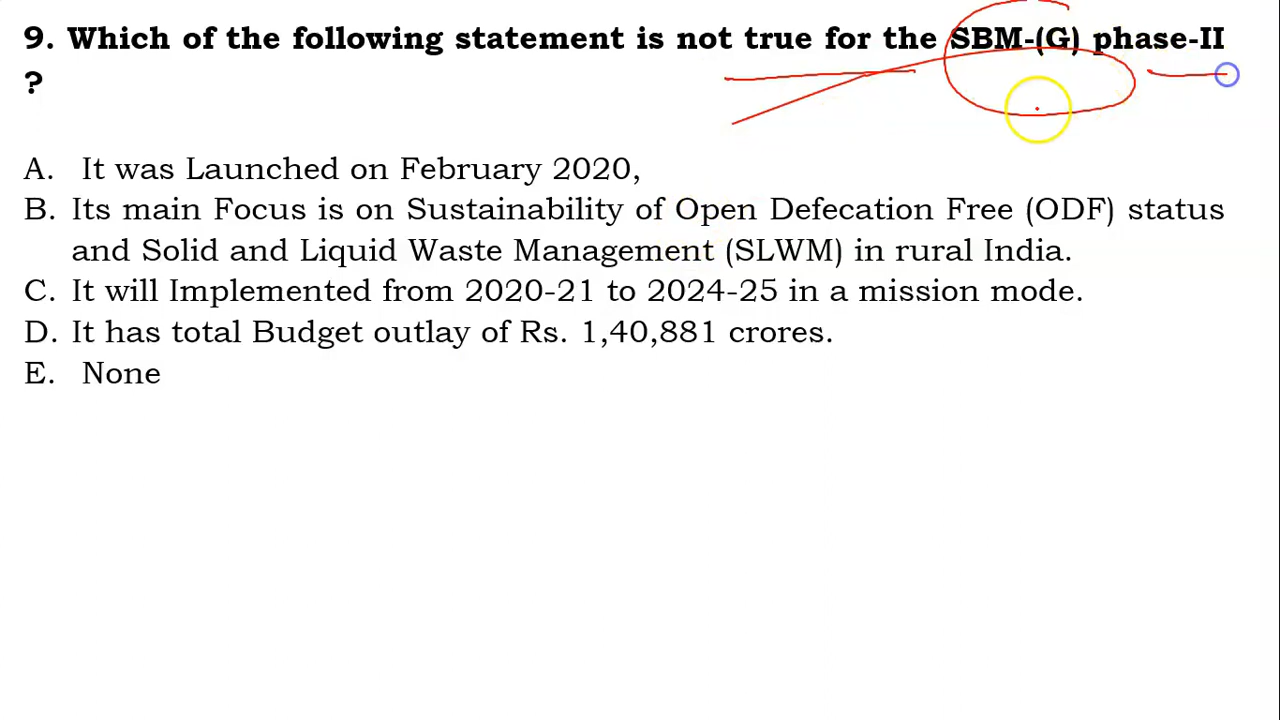 9. Which of the following statement is not true for the SBM-(G) phase-II
?
A. It was Launched on February 2020,
B. Its main Focus is on Sustainability of Open Defecation Free (ODF) status
and Solid and Liquid Waste Management (SLWM) in rural India.
C. It will Implemented from 2020-21 to 2024-25 in a mission mode.
D. It has total Budget outlay of Rs. 1,40,881 crores.
E. None